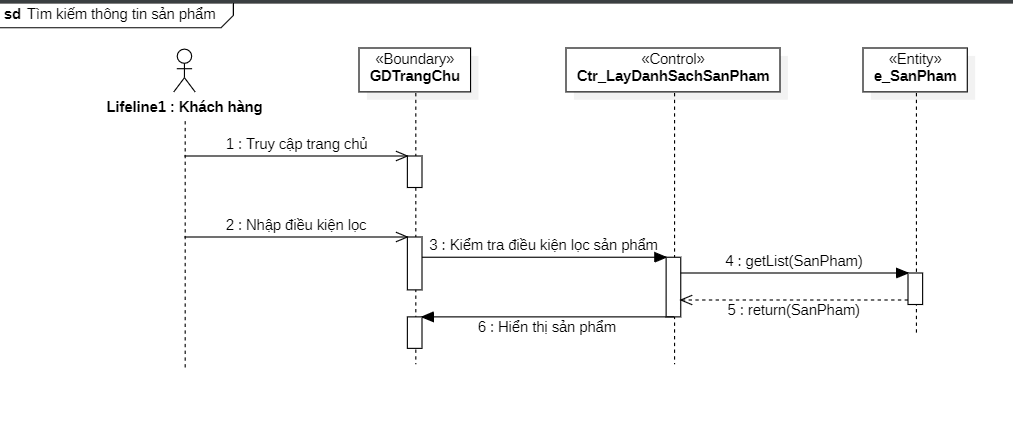 sd Tìm kiếm thông tin sản phẩm
«Boundary»
GDTrangChu
«Control»
Ctr_LayDanhSachSanPham
«Entity»
e_SanPham
Lifeline1 : Khách hàng
1 : Truy cập trang chủ
2 : Nhập điều kiện lọc
3 : Kiểm tra điều kiện lọc sản phẩm
4 : getList(SanPham)
5 : return(SanPham)
6 : Hiển thị sản phẩm